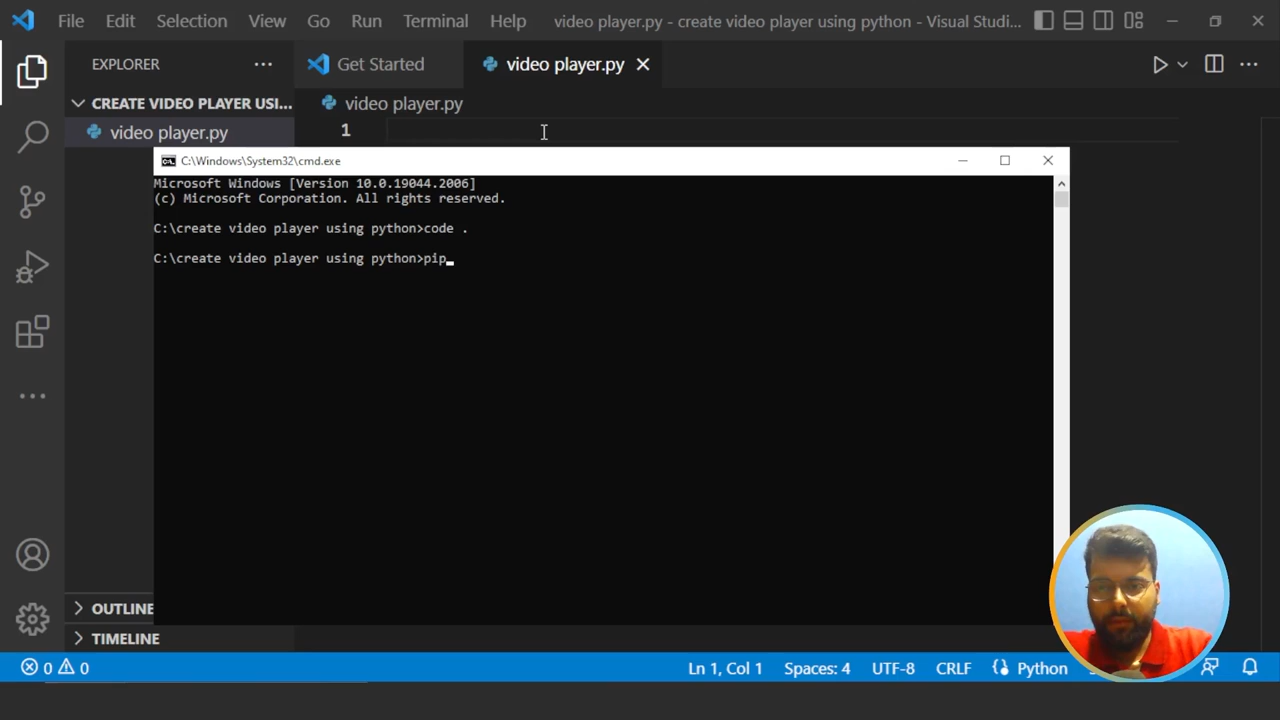 File Edit Selection View Go Run Terminal Help video player.py - create video player using python - Visual Studi...
EXPLORER ... Get Started video player.py
CREATE VIDEO PLAYER USI... video player.py
video player.py 1
C:\Windows\System32\cmd.exe
Microsoft Windows [Version 10.0.19044.2006]
(c) Microsoft Corporation. All rights reserved.
C:\create video player using python>code .
C:\create video player using python>pip
OUTLINE
TIMELINE
0 0 Ln 1, Col 1 Spaces: 4 UTF-8 CRLF Python